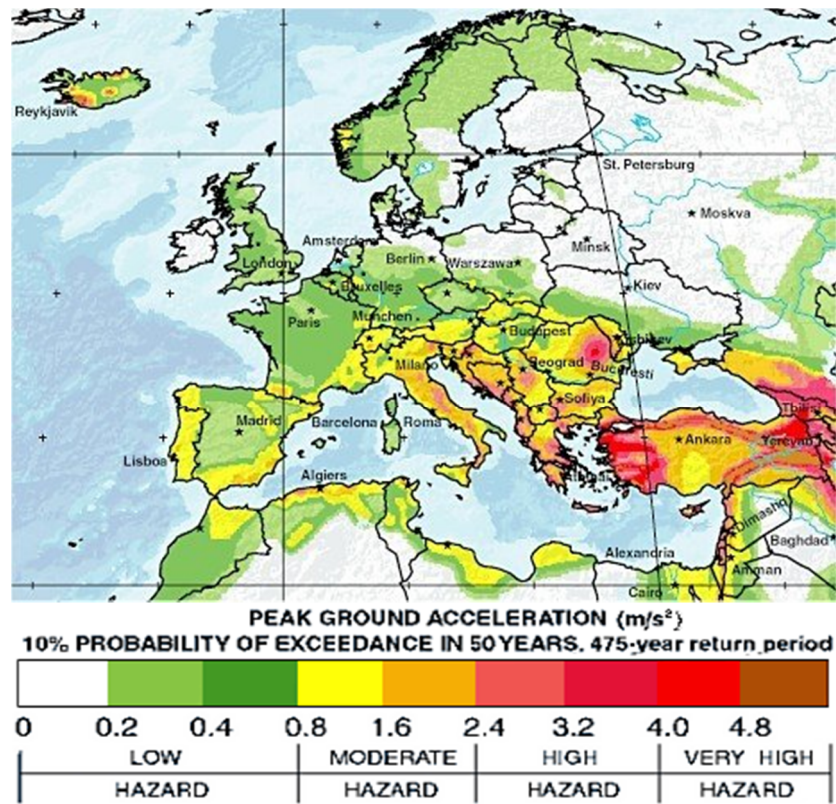 Reykjavik
St. Petersburg
Moskva
Minsk
Amsterdam
Berlin
Warszawa
London
Bruxelles
Kiev
Paris
Munchen
Budapest
Milano
Beograd
Bucuresti
Sofiya
Madrid
Barcelona
Roma
Tbilisi
Ankara
Yerevan
Lisboa
Algiers
Dimashq
Alexandria
Baghdad
Amman
Cairo
PEAK GROUND ACCELERATION (m/s²)
10% PROBABILITY OF EXCEEDANCE IN 50 YEARS, 475-year return period
0 0.2 0.4 0.8 1.6 2.4 3.2 4.0 4.8
LOW MODERATE HIGH VERY HIGH
HAZARD HAZARD HAZARD HAZARD